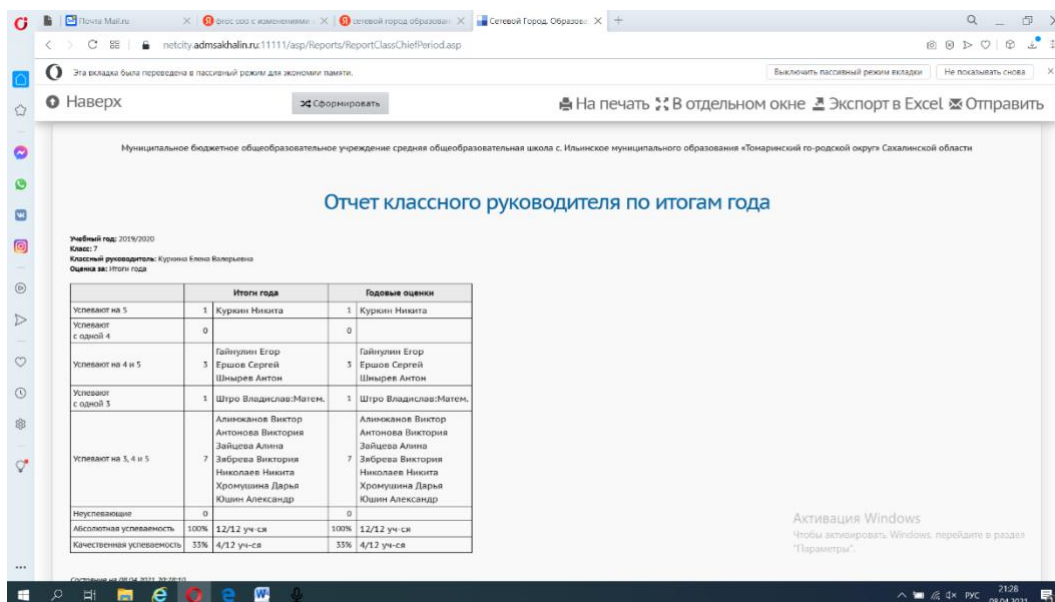 Почта Mail.ru
фгос соо с изменениями
сетевой город образован
Сетевой Город. Образов
netcity.admsakhalin.ru:11111/asp/Reports/ReportClassChiefPeriod.asp
Эта вкладка была переведена в пассивный режим для экономии памяти.
Выключить пассивный режим вкладки
Не показывать снова
Наверх
Сформировать
На печать
В отдельном окне
Экспорт в Excel
Отправить
Муниципальное бюджетное общеобразовательное учреждение средняя общеобразовательная школа с. Ильинское муниципального образования «Томаринский го-родской округ» Сахалинской области
Отчет классного руководителя по итогам года
Учебный год: 2019/2020
Класс: 7
Классный руководитель: Куркина Елена Валерьевна
Оценка за: Итоги года
Итоги года Годовые оценки
Успевают на 5 1 Куркин Никита 1 Куркин Никита
Успевают
с одной 4 0 0
Успевают на 4 и 5 3 3
Гайнулин Егор Гайнулин Егор
Ершов Сергей Ершов Сергей
Шнырев Антон Шнырев Антон
Успевают
с одной 3 1 Штро Владислав:Матем. 1 Штро Владислав:Матем.
Успевают на 3, 4 и 5 7 7
Алимжанов Виктор Алимжанов Виктор
Антонова Виктория Антонова Виктория
Зайцева Алина Зайцева Алина
Зябрева Виктория Зябрева Виктория
Николаев Никита Николаев Никита
Хромушина Дарья Хромушина Дарья
Юшин Александр Юшин Александр
Неуспевающие 0 0
Абсолютная успеваемость 100% 12/12 уч-ся 100% 12/12 уч-ся
Качественная успеваемость 33% 4/12 уч-ся 33% 4/12 уч-ся
Состояние на 08.04.2021
Активация Windows
Чтобы активировать Windows, перейдите в раздел
"Параметры".
РУС
21:28
08.04.2021